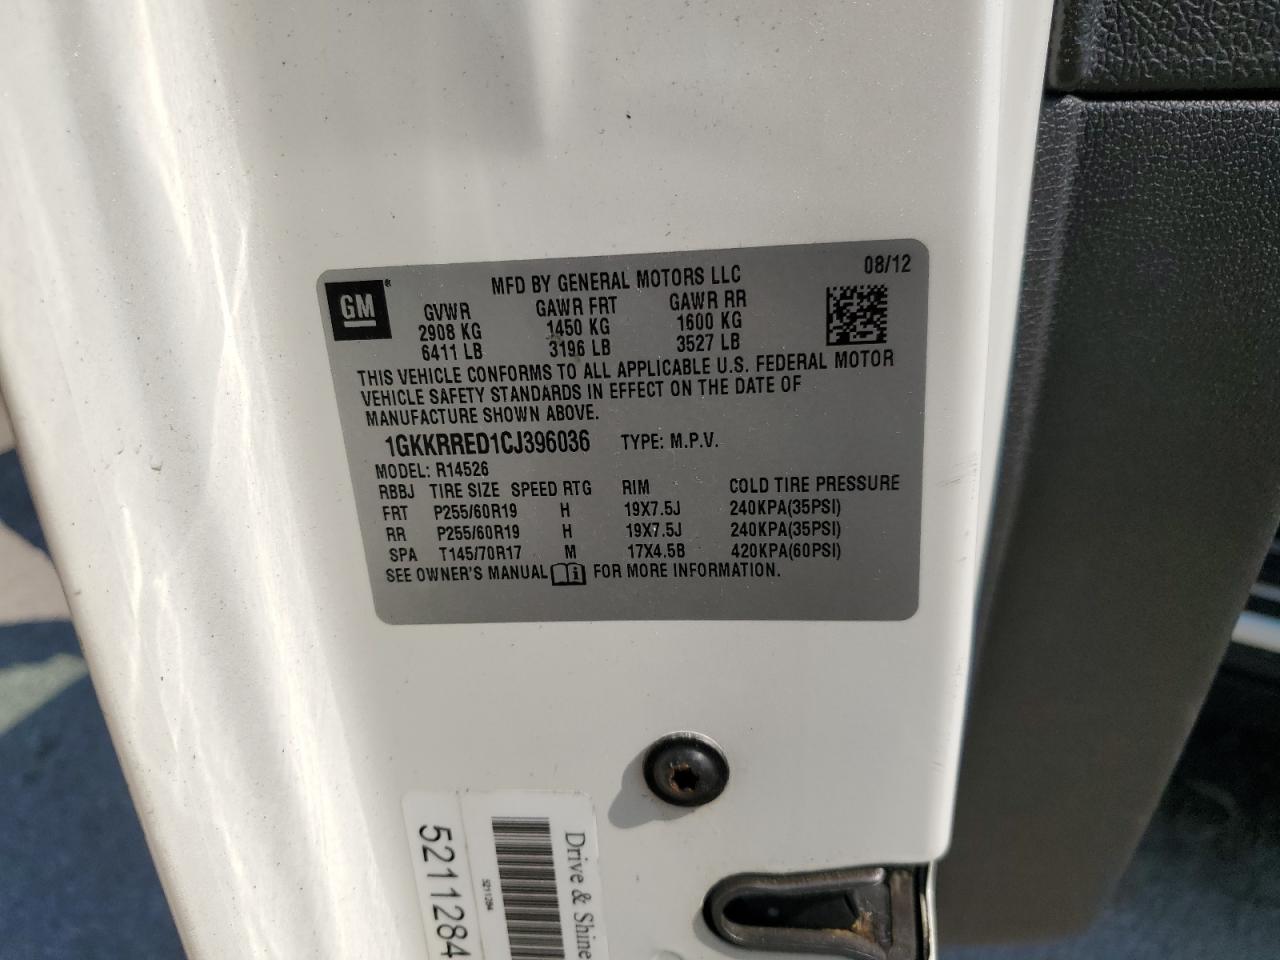 GM®
MFD BY GENERAL MOTORS LLC 08/12
GVWR GAWR FRT GAWR RR
2908 KG 1450 KG 1600 KG
6411 LB 3196 LB 3527 LB
THIS VEHICLE CONFORMS TO ALL APPLICABLE U.S. FEDERAL MOTOR
VEHICLE SAFETY STANDARDS IN EFFECT ON THE DATE OF
MANUFACTURE SHOWN ABOVE.
1GKKRRED1CJ396036 TYPE: M.P.V.
MODEL: R14526
RBBJ TIRE SIZE SPEED RTG RIM COLD TIRE PRESSURE
FRT P255/60R19 H 19X7.5J 240KPA(35PSI)
RR P255/60R19 H 19X7.5J 240KPA(35PSI)
SPA T145/70R17 M 17X4.5B 420KPA(60PSI)
SEE OWNER'S MANUAL FOR MORE INFORMATION.
Drive & Shine
5211284
5211284